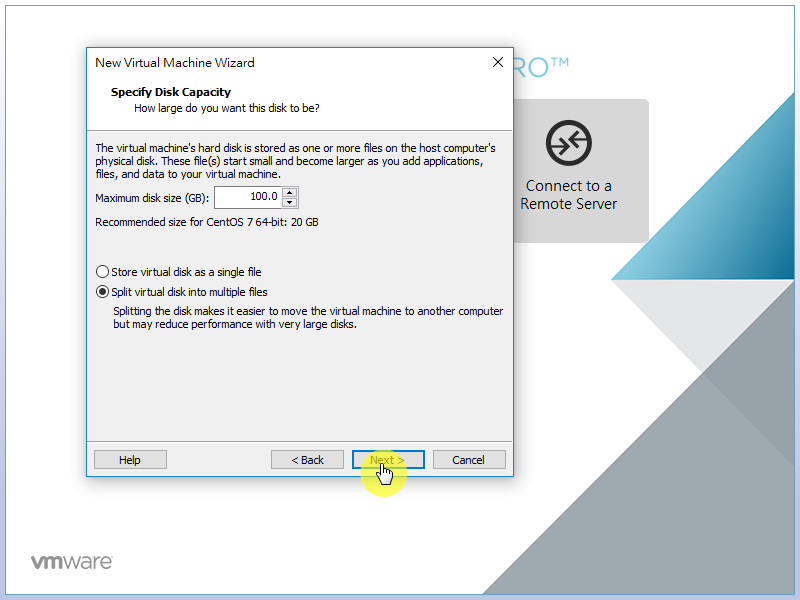 New Virtual Machine Wizard
RO™
Specify Disk Capacity
How large do you want this disk to be?
The virtual machine's hard disk is stored as one or more files on the host computer's
physical disk. These file(s) start small and become larger as you add applications,
files, and data to your virtual machine.
Maximum disk size (GB): 100.0
Recommended size for CentOS 7 64-bit: 20 GB
Store virtual disk as a single file
Split virtual disk into multiple files
Splitting the disk makes it easier to move the virtual machine to another computer
but may reduce performance with very large disks.
Connect to a
Remote Server
Help
< Back
Next >
Cancel
vmware